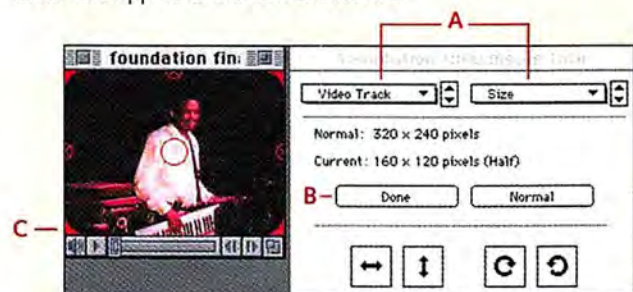 A
foundation fin
Video Track
Size
Normal: 320 x 240 pixels
Current: 160 x 120 pixels (Half)
B
Done
Normal
C